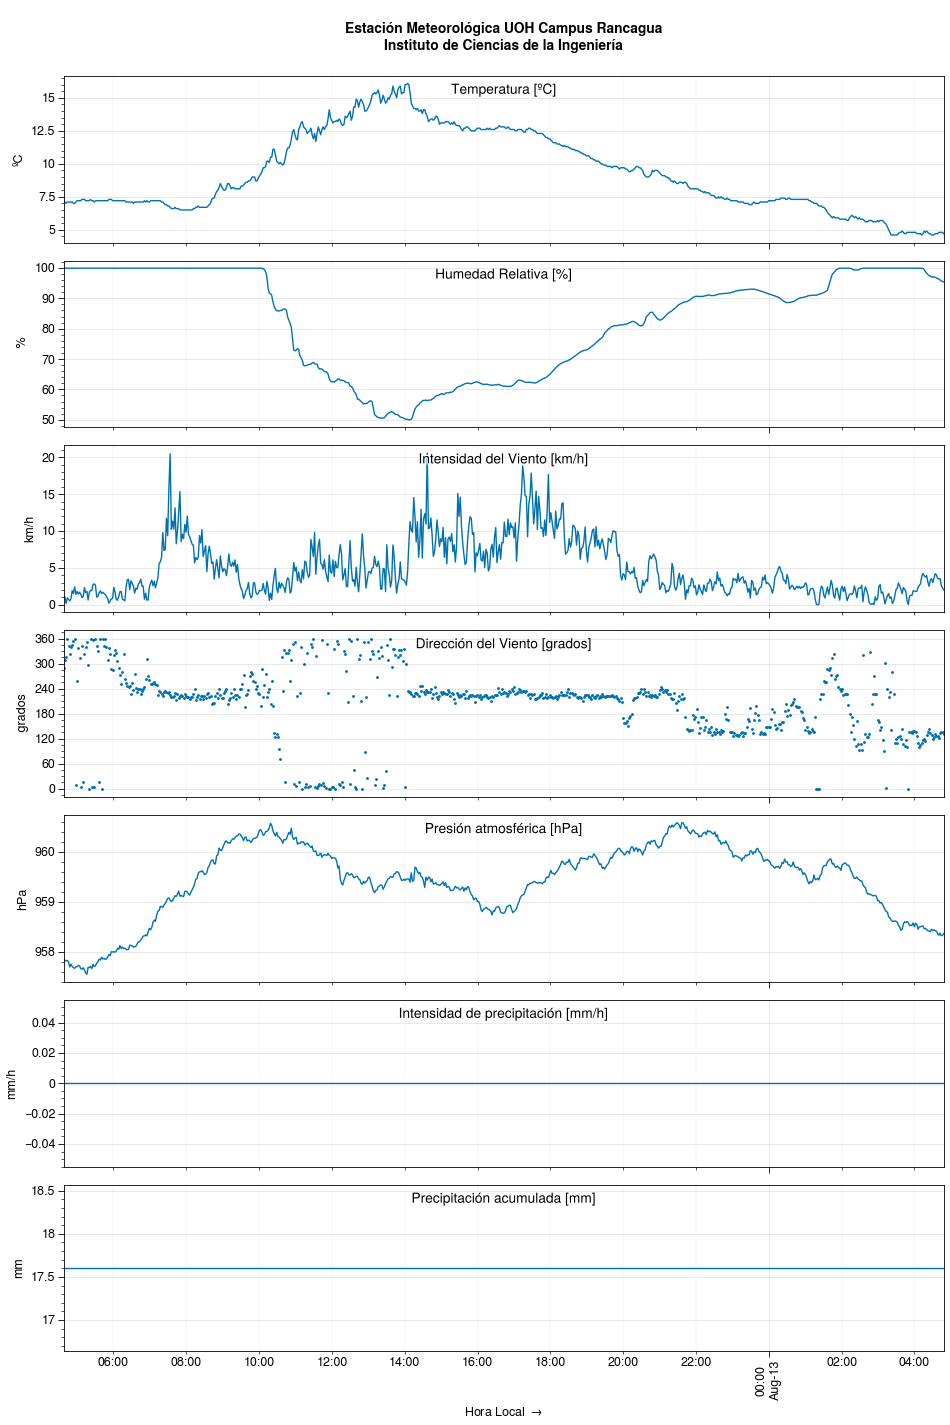 Estación Meteorológica UOH Campus Rancagua
Instituto de Ciencias de la Ingeniería
Temperatura [ºC]
15
12.5
10
7.5
5
ºC
Humedad Relativa [%]
100
90
80
70
60
50
%
Intensidad del Viento [km/h]
20
15
10
5
0
km/h
Dirección del Viento [grados]
360
300
240
180
120
60
0
grados
Presión atmosférica [hPa]
960
959
958
hPa
Intensidad de precipitación [mm/h]
0.04
0.02
0
−0.02
−0.04
mm/h
Precipitación acumulada [mm]
18.5
18
17.5
17
mm
06:00 08:00 10:00 12:00 14:00 16:00 18:00 20:00 22:00 00:00 02:00 04:00
Aug-13
Hora Local →